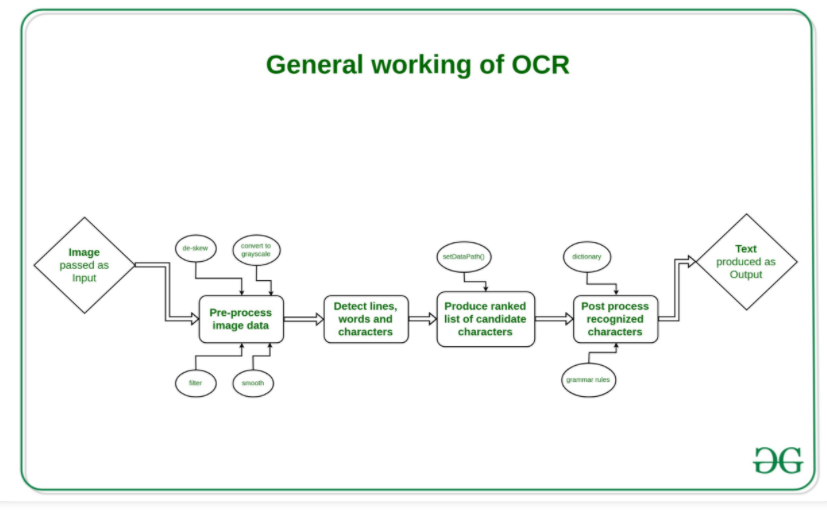 General working of OCR
Image
passed as
Input
de-skew
convert to
grayscale
Pre-process
image data
filter
smooth
Detect lines,
words and
characters
setDataPath()
Produce ranked
list of candidate
characters
dictionary
Post process
recognized
characters
grammar rules
Text
produced as
Output